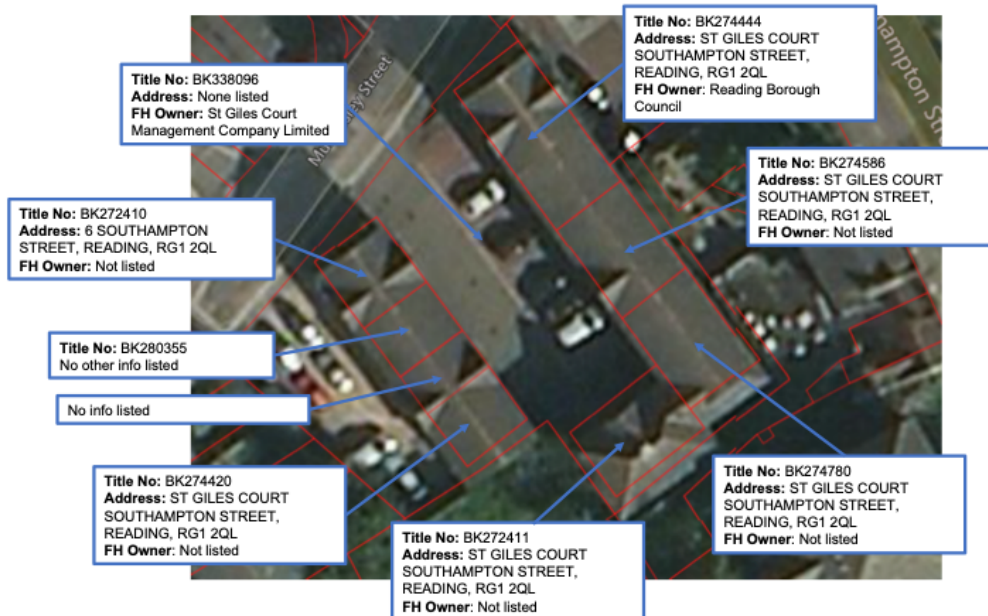 Title No: BK274444
Address: ST GILES COURT
SOUTHAMPTON STREET,
READING, RG1 2QL
FH Owner: Reading Borough
Council
Title No: BK338096
Address: None listed
FH Owner: St Giles Court
Management Company Limited
Title No: BK274586
Address: ST GILES COURT
SOUTHAMPTON STREET,
READING, RG1 2QL
FH Owner: Not listed
Title No: BK272410
Address: 6 SOUTHAMPTON
STREET, READING, RG1 2QL
FH Owner: Not listed
Title No: BK280355
No other info listed
No info listed
Title No: BK274420
Address: ST GILES COURT
SOUTHAMPTON STREET,
READING, RG1 2QL
FH Owner: Not listed
Title No: BK272411
Address: ST GILES COURT
SOUTHAMPTON STREET,
READING, RG1 2QL
FH Owner: Not listed
Title No: BK274780
Address: ST GILES COURT
SOUTHAMPTON STREET,
READING, RG1 2QL
FH Owner: Not listed
Street